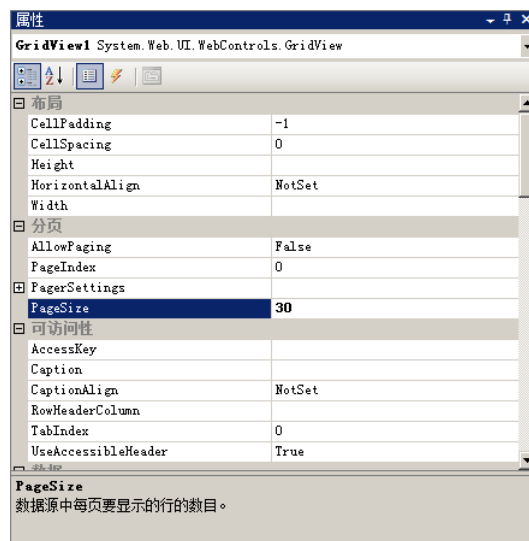 属性
GridView1 System.Web.UI.WebControls.GridView
布局
CellPadding -1
CellSpacing 0
Height
HorizontalAlign NotSet
Width
分页
AllowPaging False
PageIndex 0
PagerSettings
PageSize 30
可访问性
AccessKey
Caption
CaptionAlign NotSet
RowHeaderColumn
TabIndex 0
UseAccessibleHeader True
数据
PageSize
数据源中每页要显示的行的数目。